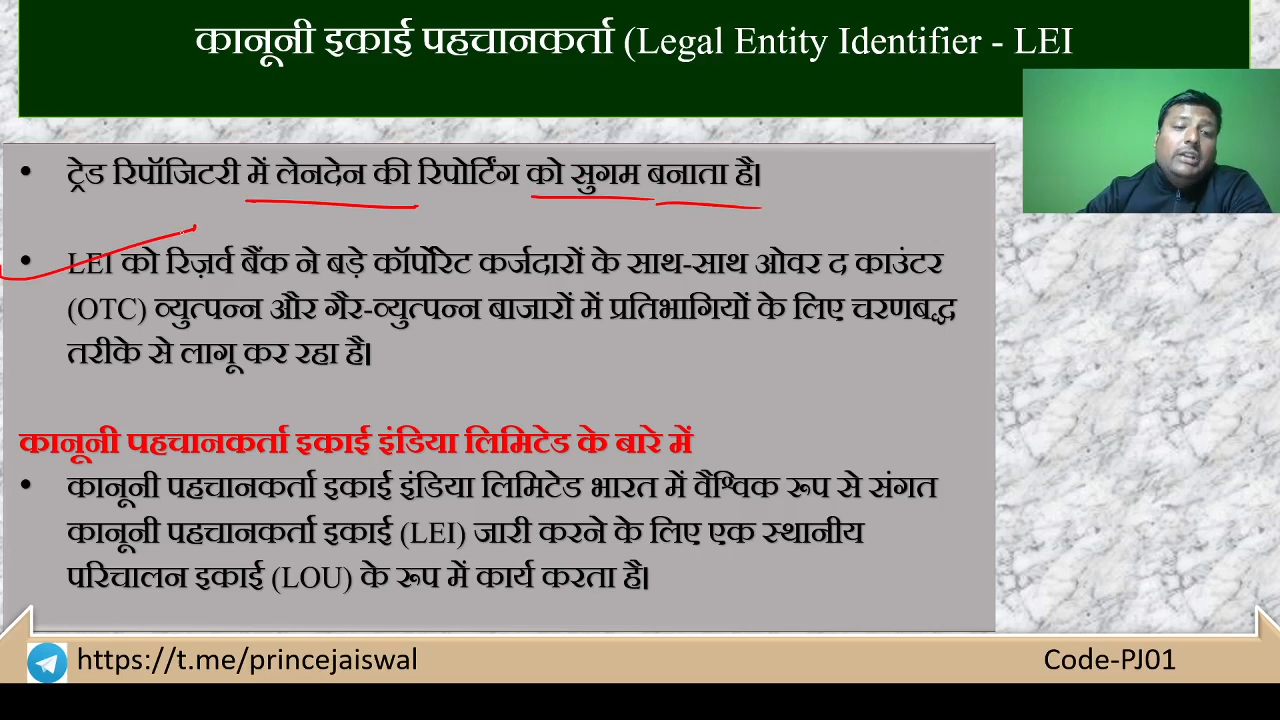 कानूनी इकाई पहचानकर्ता (Legal Entity Identifier - LEI
• ट्रेड रिपॉजिटरी में लेनदेन की रिपोर्टिंग को सुगम बनाता है।
• LEI को रिज़र्व बैंक ने बड़े कॉर्पोरेट कर्जदारों के साथ-साथ ओवर द काउंटर
(OTC) व्युत्पन्न और गैर-व्युत्पन्न बाजारों में प्रतिभागियों के लिए चरणबद्ध
तरीके से लागू कर रहा है।
कानूनी पहचानकर्ता इकाई इंडिया लिमिटेड के बारे में
• कानूनी पहचानकर्ता इकाई इंडिया लिमिटेड भारत में वैश्विक रूप से संगत
कानूनी पहचानकर्ता इकाई (LEI) जारी करने के लिए एक स्थानीय
परिचालन इकाई (LOU) के रूप में कार्य करता है।
https://t.me/princejaiswal
Code-PJ01